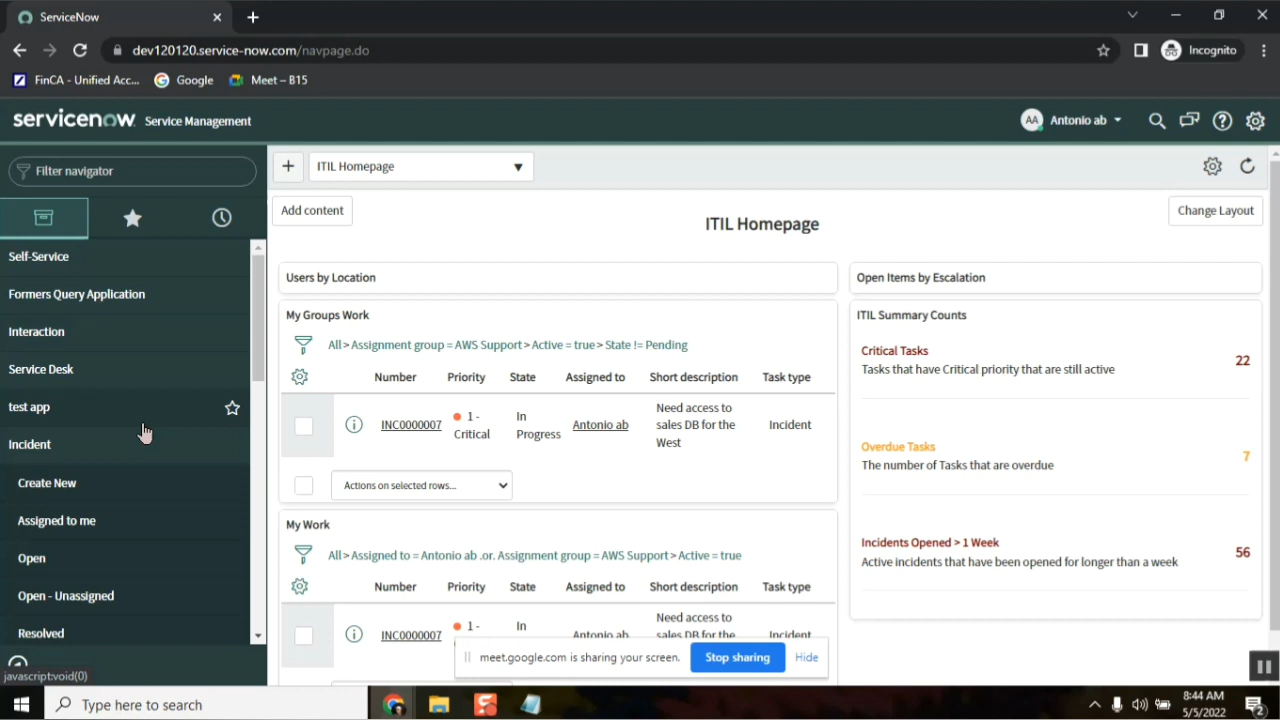 ServiceNow
dev120120.service-now.com/navpage.do
Incognito
FinCA - Unified Acc...
Google
Meet – B15
servicenow Service Management
AA Antonio ab
Filter navigator
Self-Service
Formers Query Application
Interaction
Service Desk
test app
Incident
Create New
Assigned to me
Open
Open - Unassigned
Resolved
javascript:void(0)
ITIL Homepage
Add content
ITIL Homepage
Change Layout
Users by Location
My Groups Work
All > Assignment group = AWS Support > Active = true > State != Pending
Number Priority State Assigned to Short description Task type
INC0000007 1 - Critical In Progress Antonio ab Need access to sales DB for the West Incident
Actions on selected rows...
My Work
All > Assigned to = Antonio ab .or. Assignment group = AWS Support > Active = true
Number Priority State Assigned to Short description Task type
INC0000007 1 - In Antonio ab Need access to sales DB for the Incident
Open Items by Escalation
ITIL Summary Counts
Critical Tasks
Tasks that have Critical priority that are still active
22
Overdue Tasks
The number of Tasks that are overdue
7
Incidents Opened > 1 Week
Active incidents that have been opened for longer than a week
56
meet.google.com is sharing your screen.
Stop sharing
Hide
Type here to search
8:44 AM
5/5/2022
2